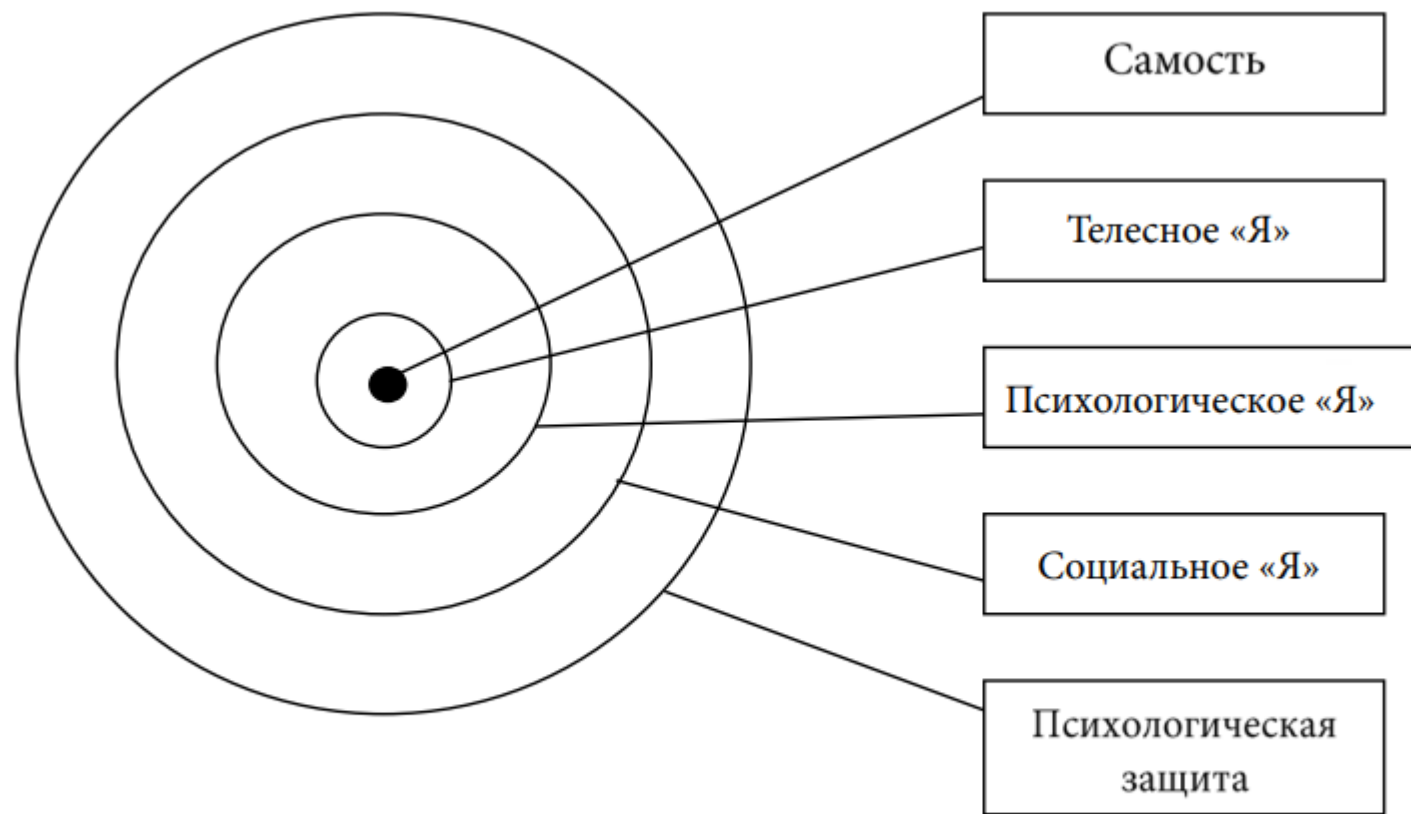 Самость
Телесное «Я»
Психологическое «Я»
Социальное «Я»
Психологическая
защита